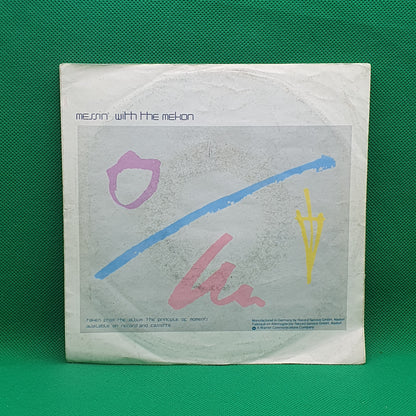 messin' with the mekon
taken from the album 'the principle of moments'
available on record and cassette
Manufactured in Germany by Record Service GmbH, Alsdorf
Fabriqué en Allemagne par Record Service GmbH, Alsdorf
A Warner Communications Company